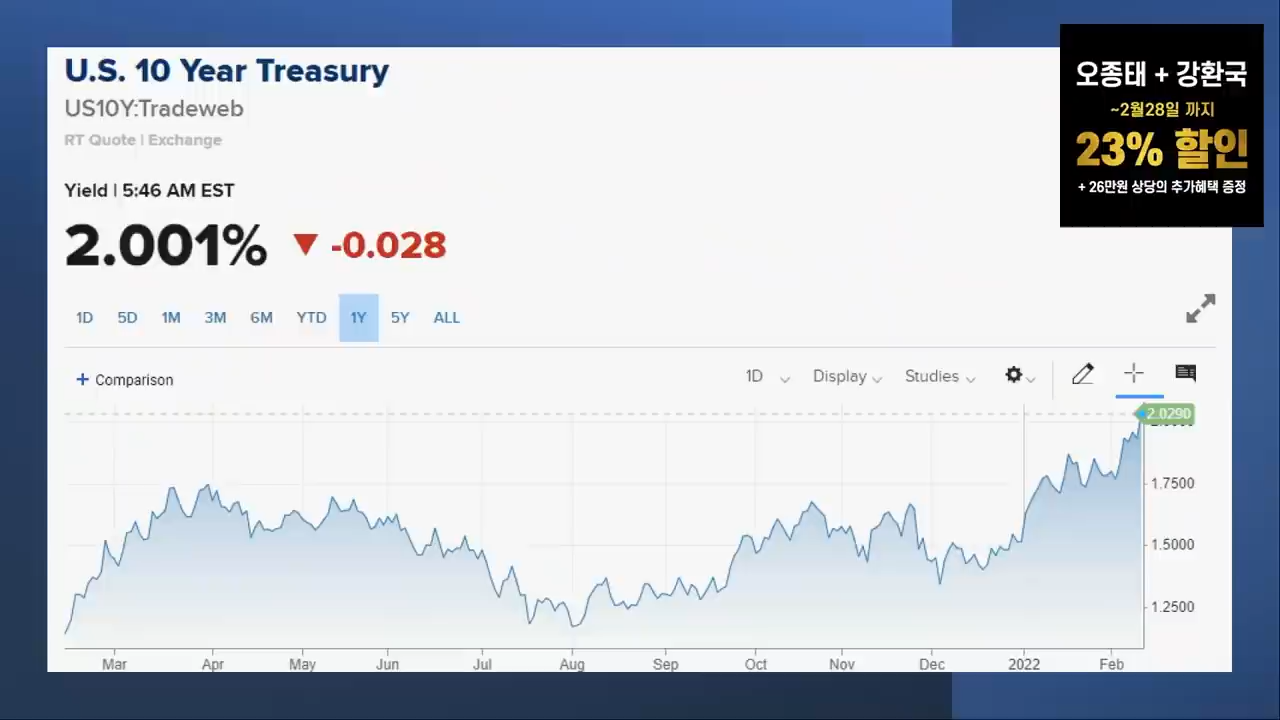 U.S. 10 Year Treasury
US10Y:Tradeweb
RT Quote | Exchange
Yield | 5:46 AM EST
2.001% ▼ -0.028
1D 5D 1M 3M 6M YTD 1Y 5Y ALL
+ Comparison
1D Display Studies
2.0290
1.7500
1.5000
1.2500
Mar Apr May Jun Jul Aug Sep Oct Nov Dec 2022 Feb
오종태 + 강환국
~2월28일 까지
23% 할인
+ 26만원 상당의 추가혜택 증정